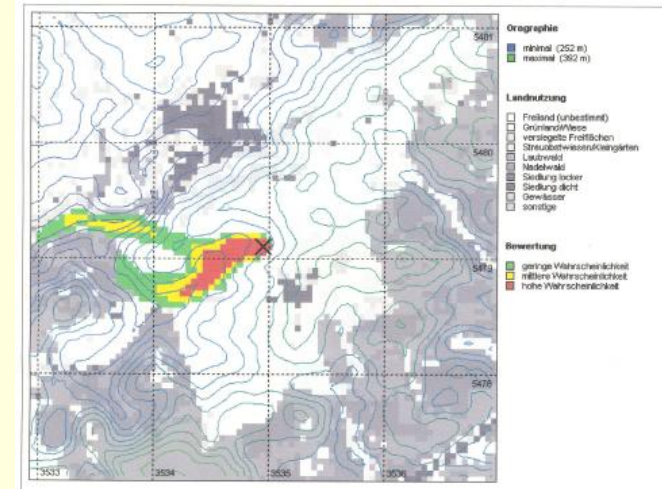 5481
5480
5479
5478
3533
3534
3535
3536
Orographie
minimal (252 m)
maximal (392 m)
Landnutzung
Freiland (unbestimmt)
Grünland/Wiese
versiegelte Freiflächen
Streuobstwiesen/Kleingärten
Laubwald
Nadelwald
Siedlung locker
Siedlung dicht
Gewässer
sonstige
Bewertung
geringe Wahrscheinlichkeit
mittlere Wahrscheinlichkeit
hohe Wahrscheinlichkeit